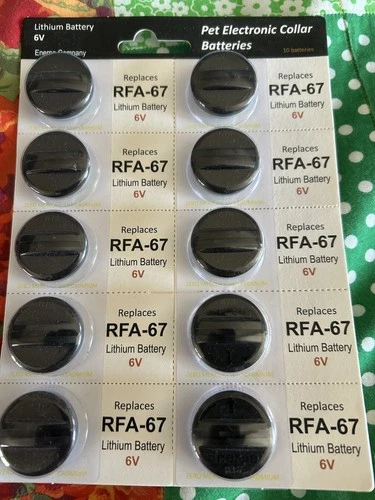 Lithium Battery
6V
Pet Electronic Collar
Batteries
10 batteries
Replaces
RFA-67
Lithium Battery
6V
Replaces
RFA-67
Lithium Battery
6V
Replaces
RFA-67
Lithium Battery
6V
Replaces
RFA-67
Lithium Battery
6V
Replaces
RFA-67
Lithium Battery
6V
Replaces
RFA-67
Lithium Battery
6V
Replaces
RFA-67
Lithium Battery
6V
Replaces
RFA-67
Lithium Battery
6V
Replaces
RFA-67
Lithium Battery
6V
Replaces
RFA-67
Lithium Battery
6V